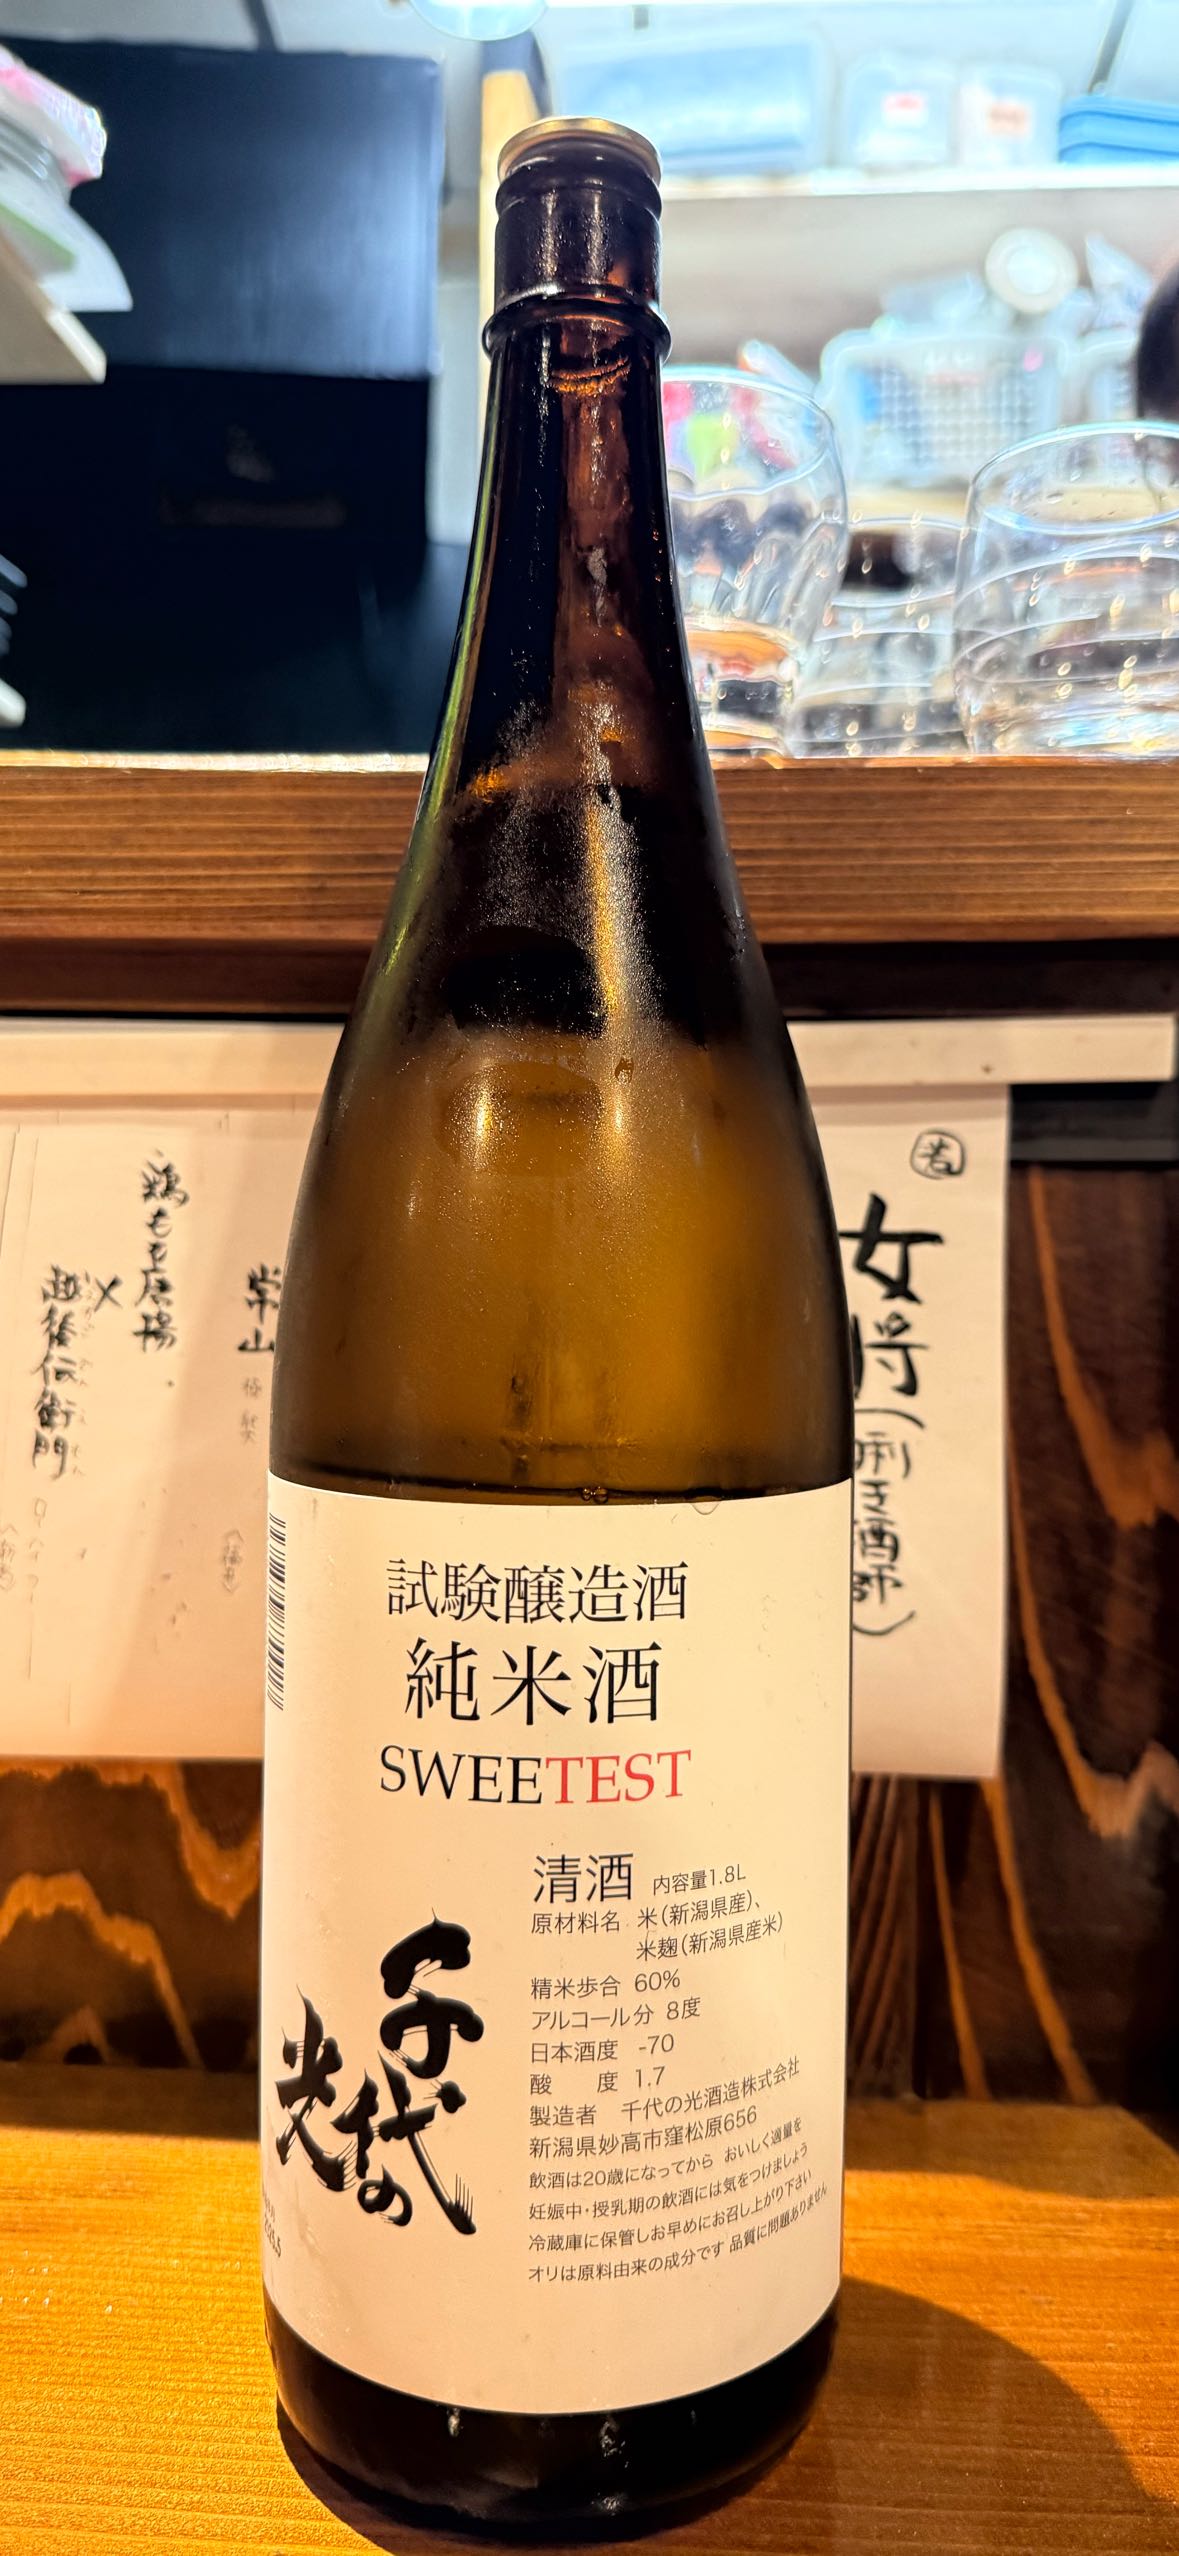 試験醸造酒
純米酒
SWEETEST
清酒 内容量1.8L
原材料名 米(新潟県産)、
米麹(新潟県産米)
精米歩合 60%
アルコール分 8度
日本酒度 -70
酸 度 1.7
製造者 千代の光酒造株式会社
新潟県妙高市窪松原656
飲酒は20歳になってから おいしく適量を
妊娠中・授乳期の飲酒には気をつけましょう
冷蔵庫に保管しお早めにお召し上がり下さい
オリは原料由来の成分です 品質に問題ありません
千代の光
女将(唎き酒師)
常山
鶏もも唐揚
×
越後伝衛門